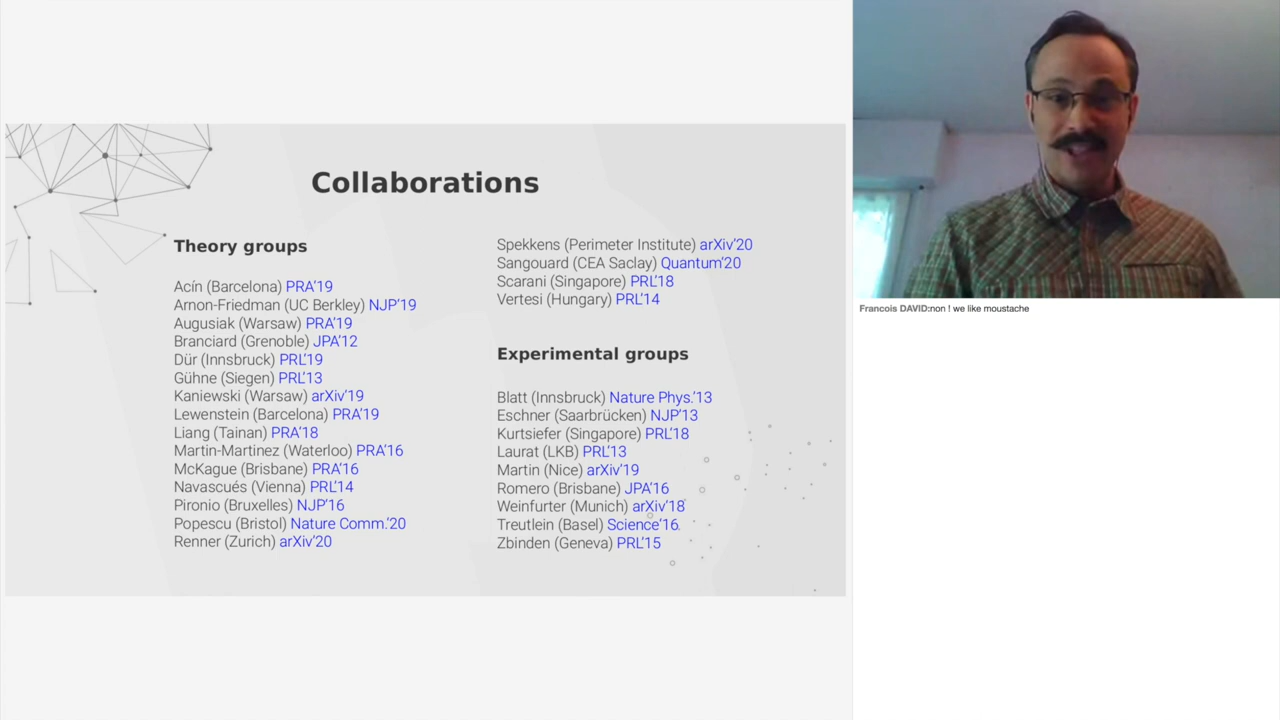 Collaborations
Theory groups
Acín (Barcelona) PRA'19
Arnon-Friedman (UC Berkley) NJP'19
Augusiak (Warsaw) PRA'19
Branciard (Grenoble) JPA'12
Dür (Innsbruck) PRL'19
Gühne (Siegen) PRL'13
Kaniewski (Warsaw) arXiv'19
Lewenstein (Barcelona) PRA'19
Liang (Tainan) PRA'18
Martin-Martinez (Waterloo) PRA'16
McKague (Brisbane) PRA'16
Navascués (Vienna) PRL'14
Pironio (Bruxelles) NJP'16
Popescu (Bristol) Nature Comm.'20
Renner (Zurich) arXiv'20
Spekkens (Perimeter Institute) arXiv'20
Sangouard (CEA Saclay) Quantum'20
Scarani (Singapore) PRL'18
Vertesi (Hungary) PRL'14
Experimental groups
Blatt (Innsbruck) Nature Phys.'13
Eschner (Saarbrücken) NJP'13
Kurtsiefer (Singapore) PRL'18
Laurat (LKB) PRL'13
Martin (Nice) arXiv'19
Romero (Brisbane) JPA'16
Weinfurter (Munich) arXiv'18
Treutlein (Basel) Science'16
Zbinden (Geneva) PRL'15
Francois DAVID:non ! we like moustache